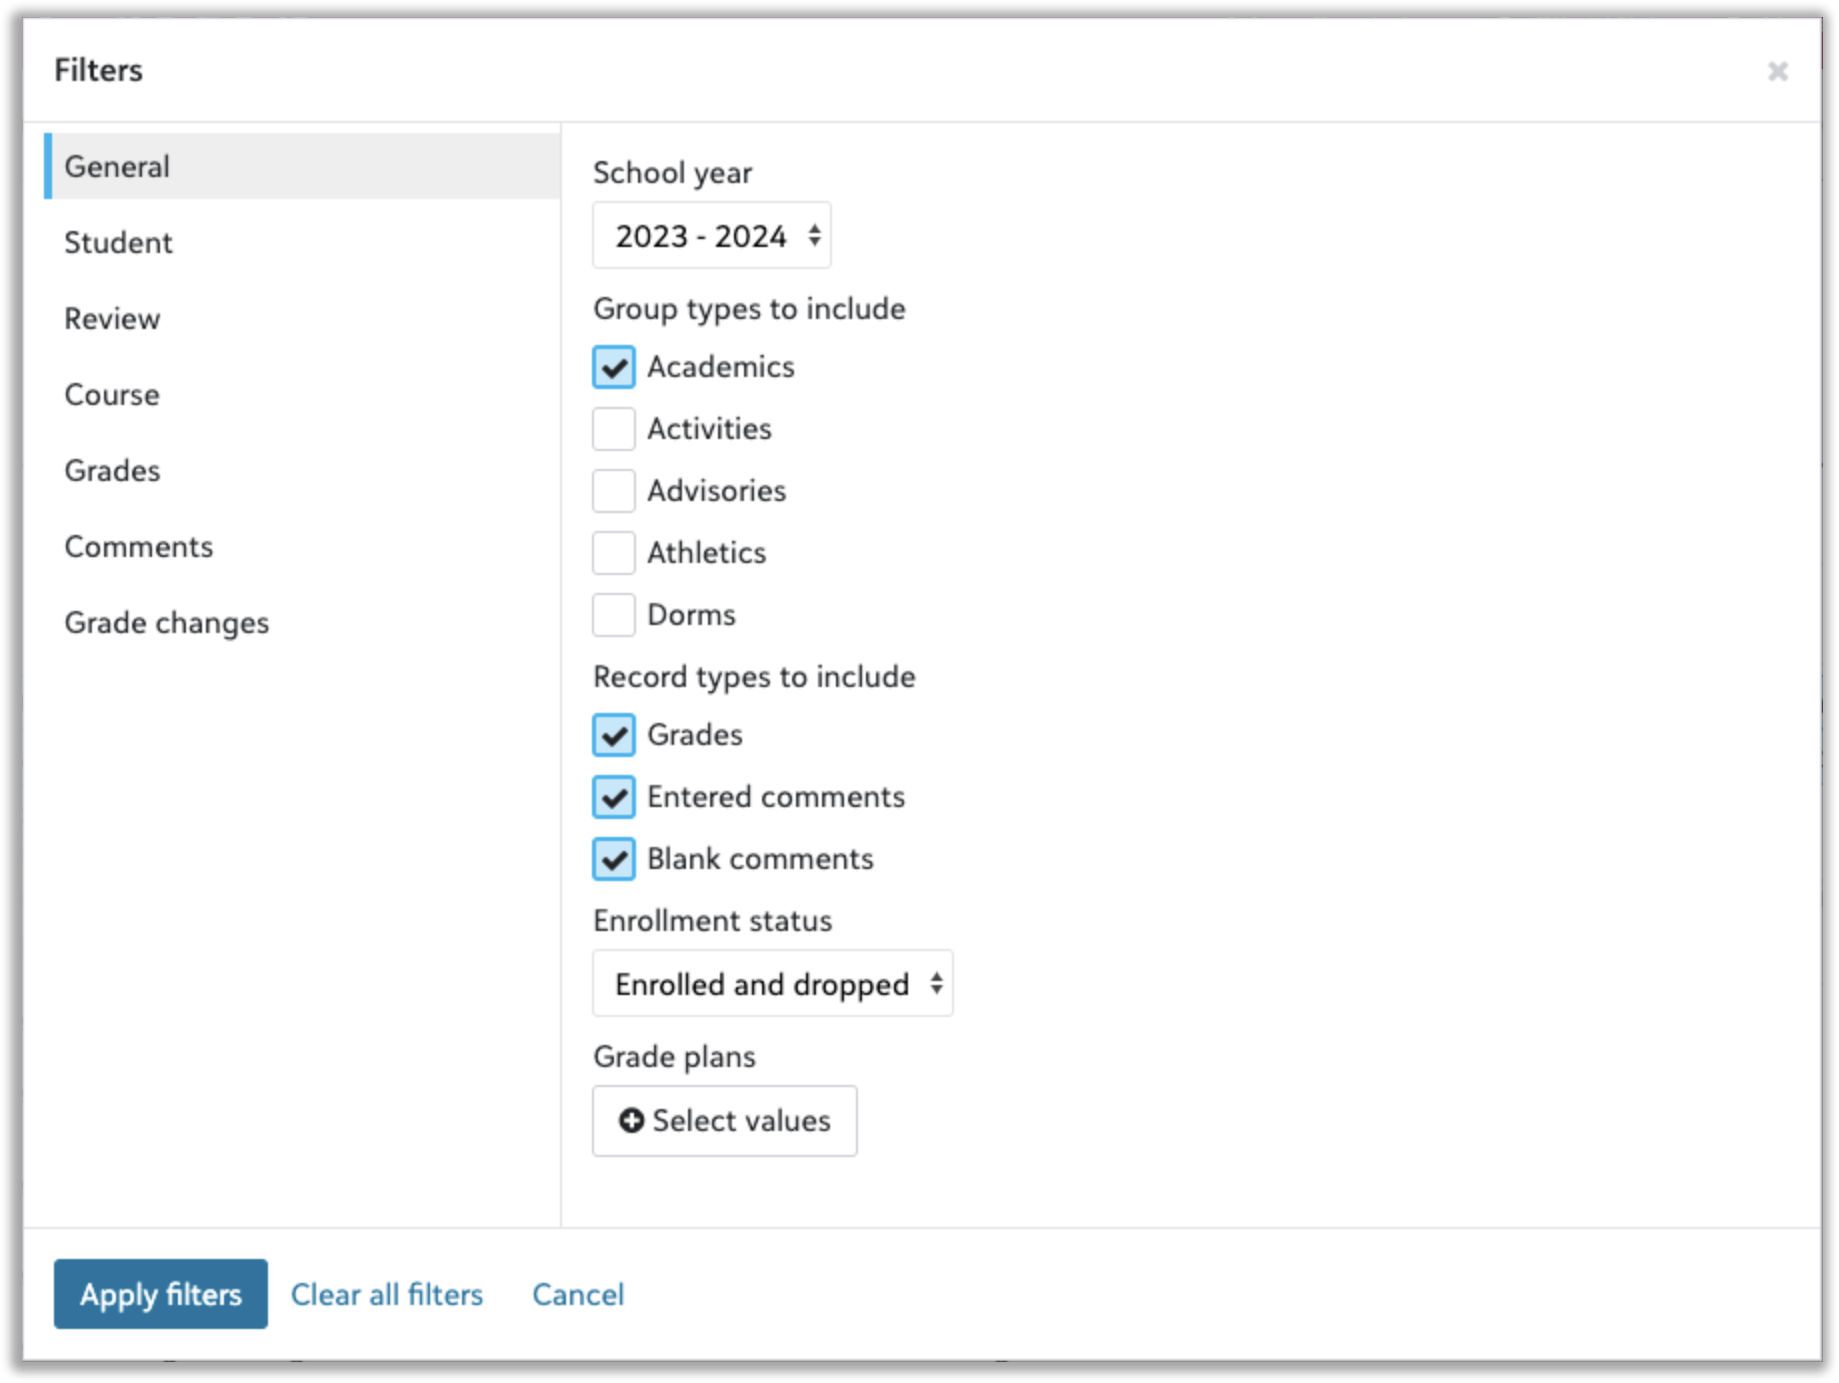 Filters
General
Student
Review
Course
Grades
Comments
Grade changes
School year
2023 - 2024
Group types to include
Academics
Activities
Advisories
Athletics
Dorms
Record types to include
Grades
Entered comments
Blank comments
Enrollment status
Enrolled and dropped
Grade plans
Select values
Apply filters Clear all filters Cancel